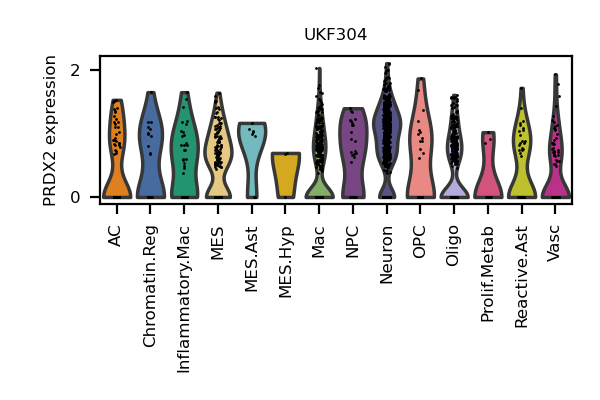 UKF304
PRDX2 expression
2
0
AC
Chromatin.Reg
Inflammatory.Mac
MES
MES.Ast
MES.Hyp
Mac
NPC
Neuron
OPC
Oligo
Prolif.Metab
Reactive.Ast
Vasc